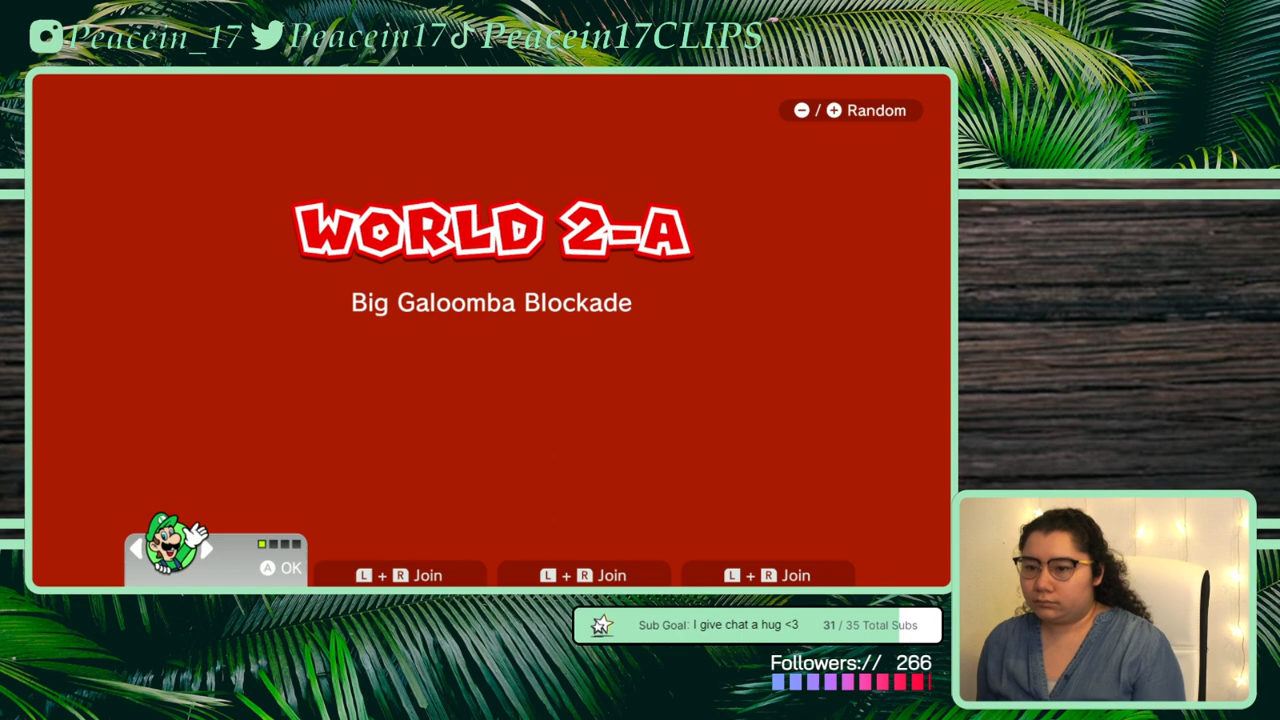 Peacein_17 Peacein17 Peacein17CLIPS
- / + Random
WORLD 2-A
Big Galoomba Blockade
A OK
L + R Join
L + R Join
L + R Join
Sub Goal: I give chat a hug <3 31 / 35 Total Subs
Followers:// 266